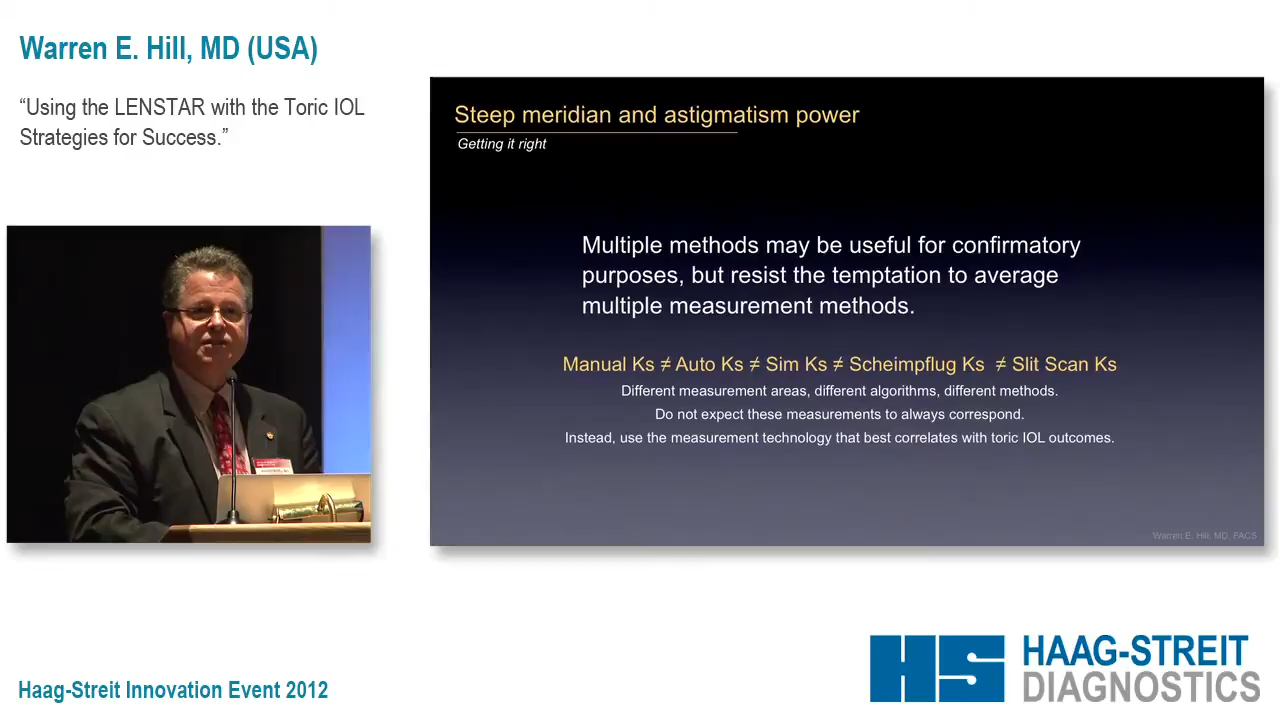 Warren E. Hill, MD (USA)
“Using the LENSTAR with the Toric IOL
Strategies for Success.”
Steep meridian and astigmatism power
Getting it right
Multiple methods may be useful for confirmatory
purposes, but resist the temptation to average
multiple measurement methods.
Manual Ks ≠ Auto Ks ≠ Sim Ks ≠ Scheimpflug Ks ≠ Slit Scan Ks
Different measurement areas, different algorithms, different methods.
Do not expect these measurements to always correspond.
Instead, use the measurement technology that best correlates with toric IOL outcomes.
Warren E. Hill, MD, FACS
Haag-Streit Innovation Event 2012
HS HAAG-STREIT
DIAGNOSTICS